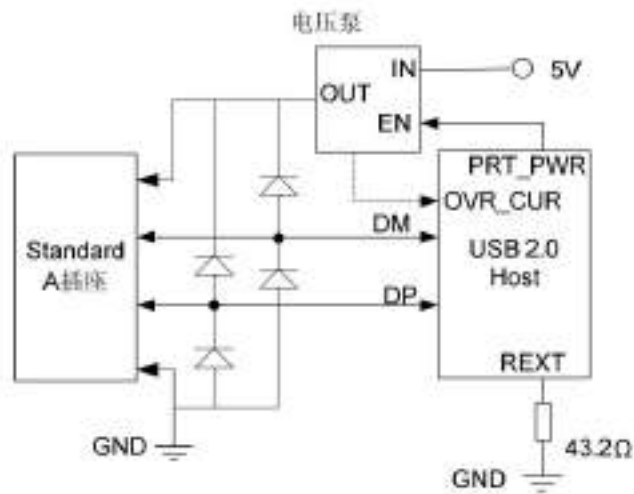 电压泵
IN
5V
OUT
EN
PRT_PWR
OVR_CUR
Standard
A插座
DM
USB 2.0
Host
DP
REXT
GND
43.2Ω
GND